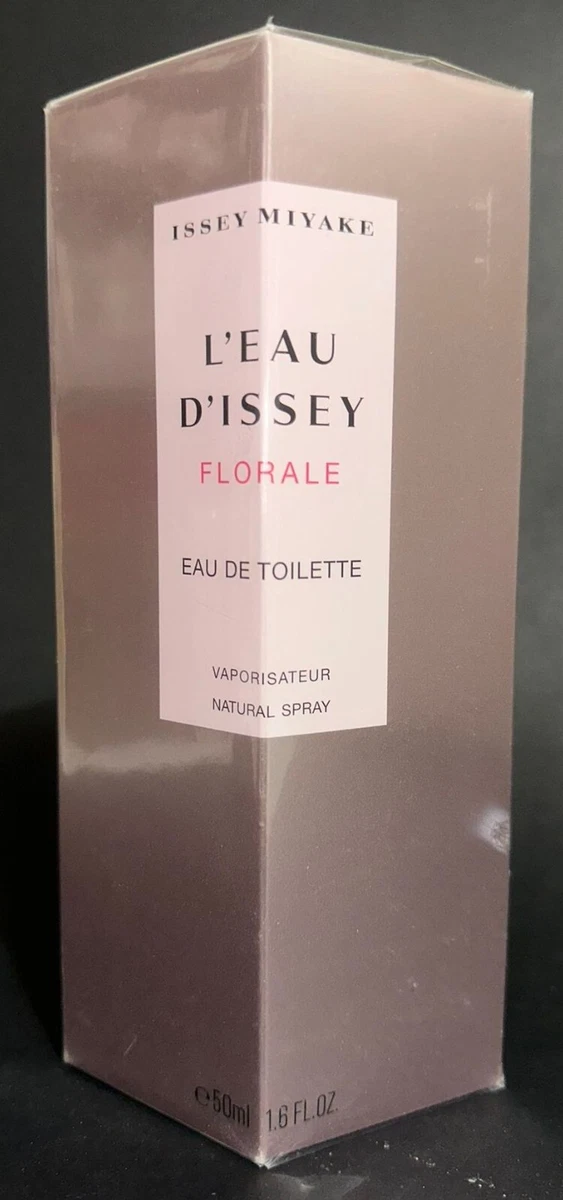 ISSEY MIYAKE
L'EAU
D'ISSEY
FLORALE
EAU DE TOILETTE
VAPORISATEUR
NATURAL SPRAY
℮50ml 1.6 FL.OZ.